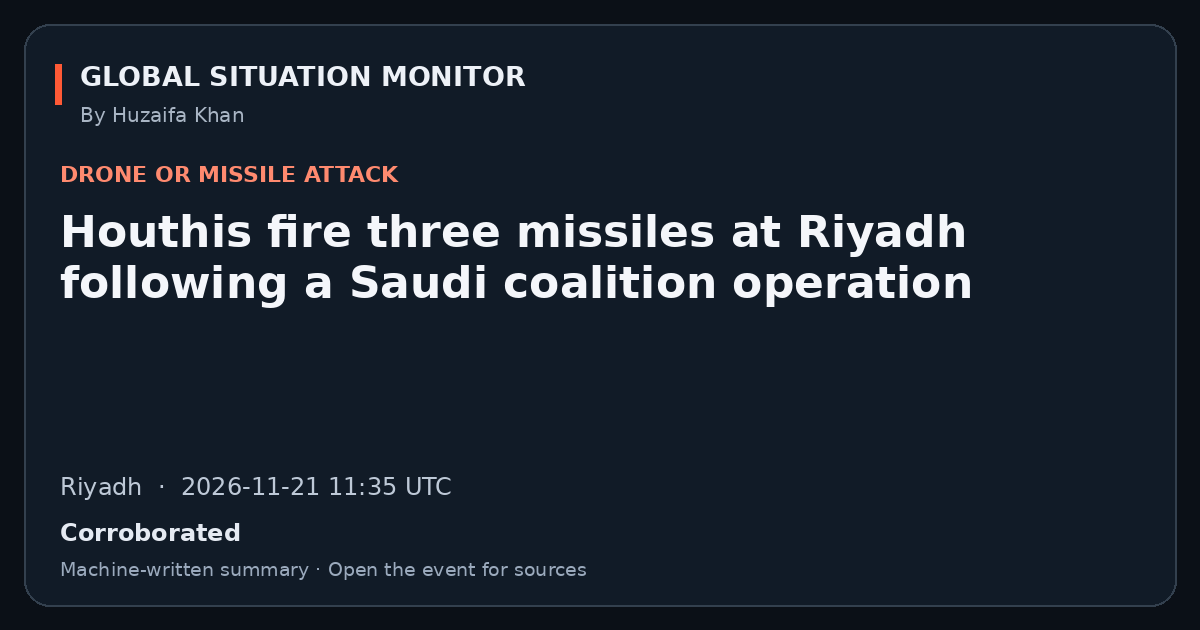 GLOBAL SITUATION MONITOR
By Huzaifa Khan
DRONE OR MISSILE ATTACK
Houthis fire three missiles at Riyadh
following a Saudi coalition operation
Riyadh · 2026-11-21 11:35 UTC
Corroborated
Machine-written summary · Open the event for sources